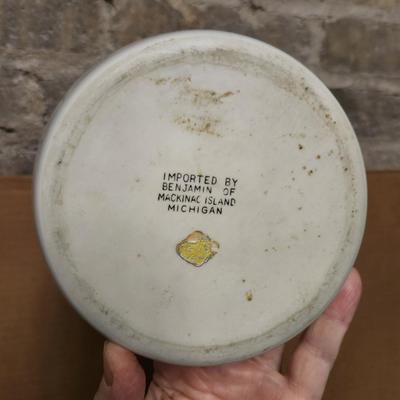 IMPORTED BY
BENJAMIN OF
MACKINAC ISLAND
MICHIGAN